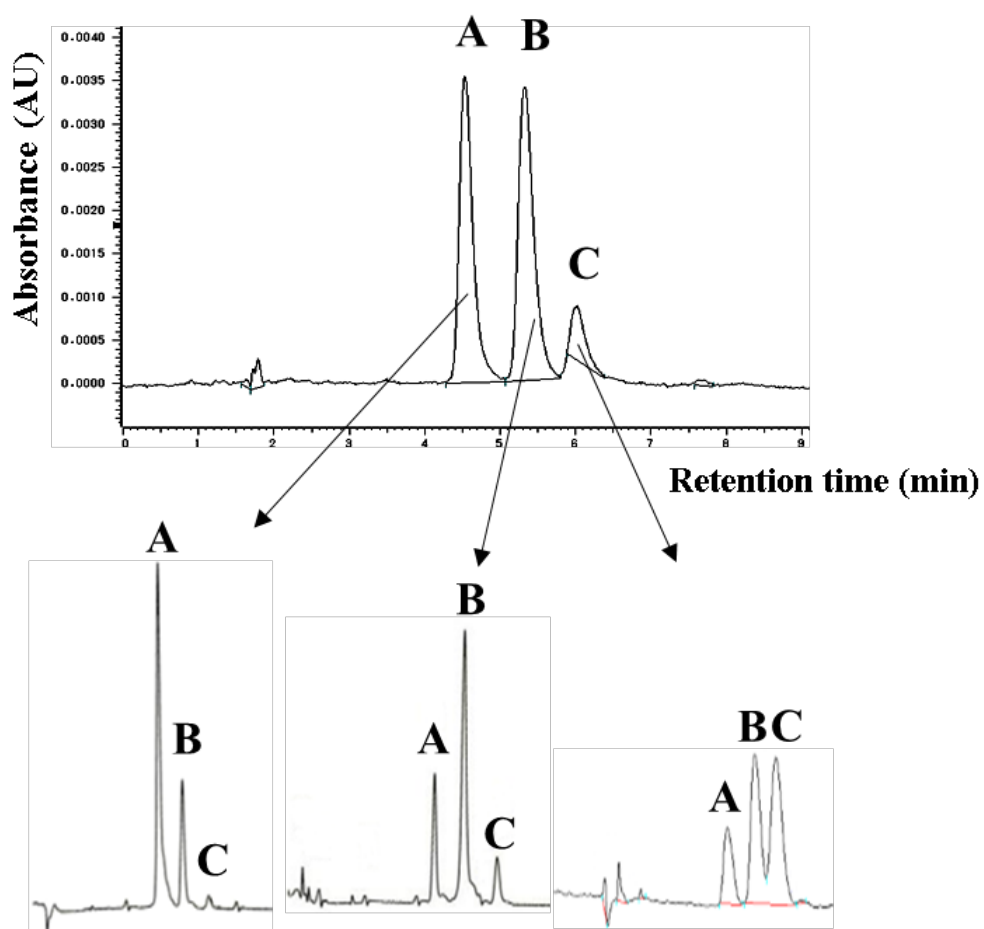 A B
0.0040
0.0035
0.0030
0.0025
0.0020
0.0015
0.0010
0.0005
0.0000
Absorbance (AU)
C
0 1 2 3 4 5 6 7 8 9
Retention time (min)
A
B
C
B
A
C
B C
A